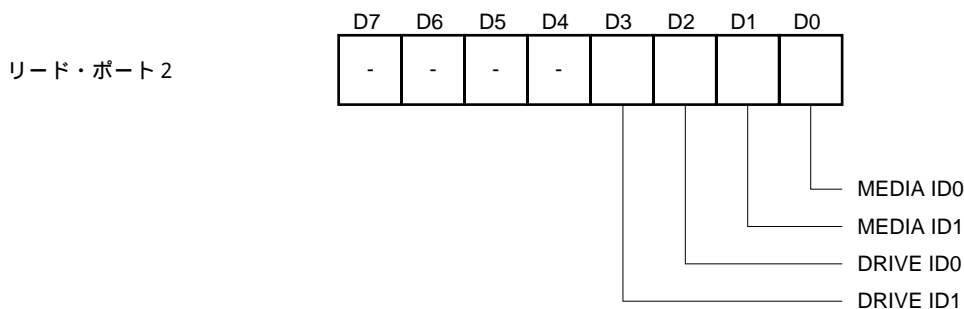 D7 D6 D5 D4 D3 D2 D1 D0
リード・ポート2 - - - -
MEDIA ID0
MEDIA ID1
DRIVE ID0
DRIVE ID1